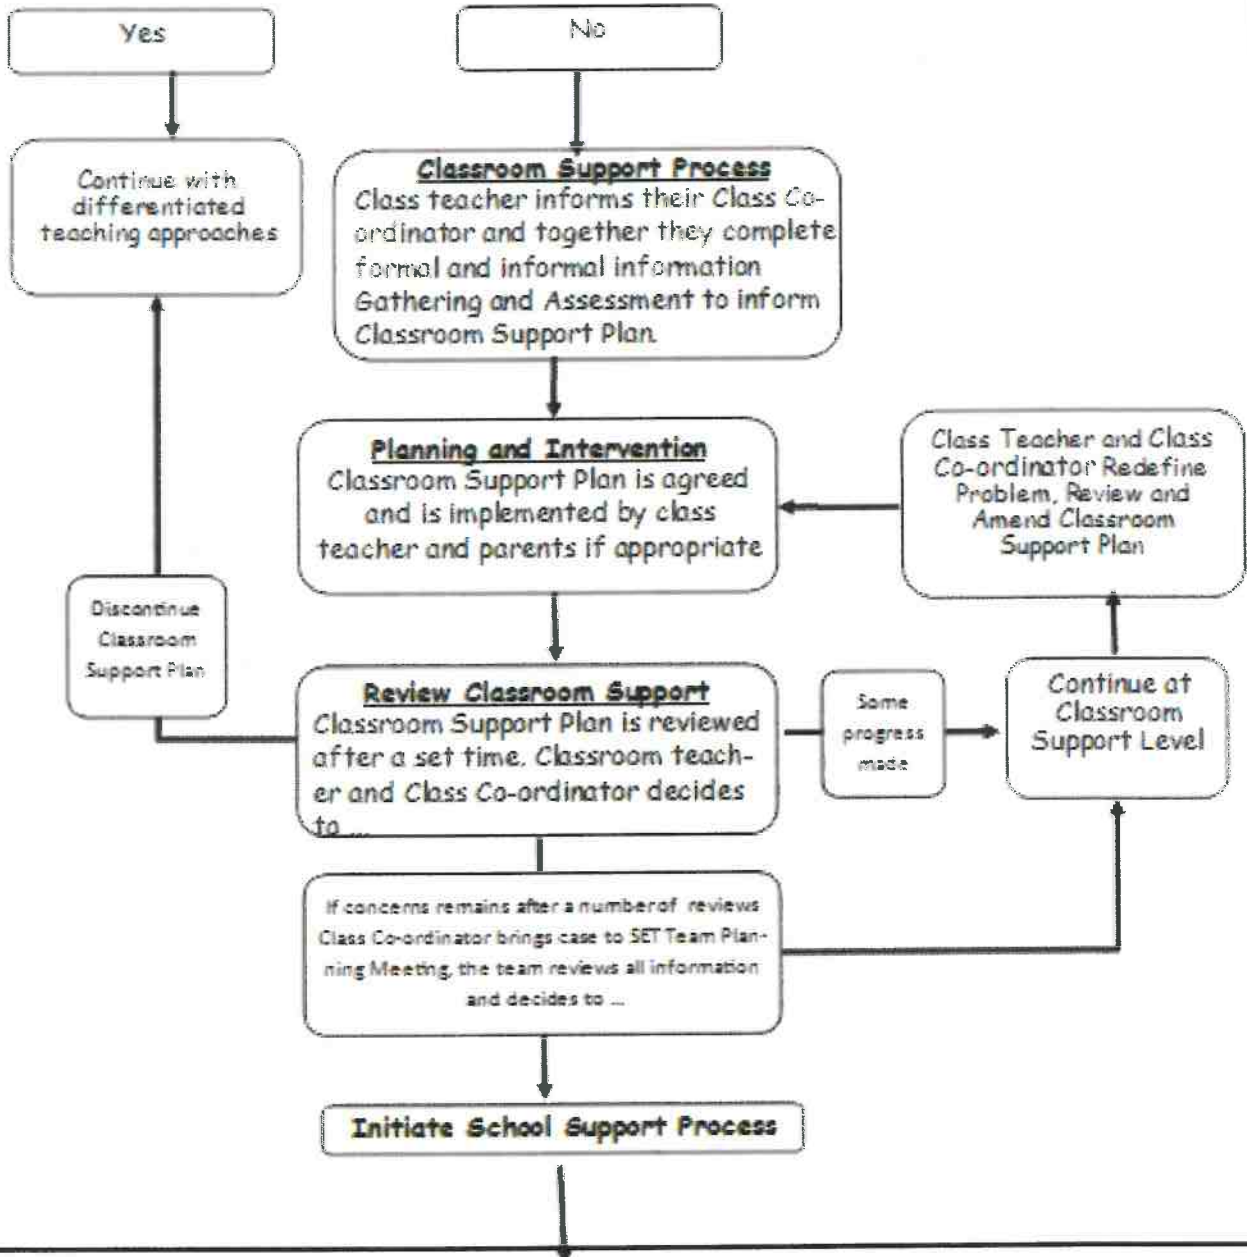 Yes
No
Continue with
differentiated
teaching approaches
Classroom Support Process
Class teacher informs their Class Co-
ordinator and together they complete
formal and informal information
Gathering and Assessment to inform
Classroom Support Plan.
Planning and Intervention
Classroom Support Plan is agreed
and is implemented by class
teacher and parents if appropriate
Class Teacher and Class
Co-ordinator Redefine
Problem, Review and
Amend Classroom
Support Plan
Discontinue
Classroom
Support Plan
Review Classroom Support
Classroom Support Plan is reviewed
after a set time. Classroom teach-
er and Class Co-ordinator decides
to ...
Some
progress
made
Continue at
Classroom
Support Level
If concerns remains after a number of reviews
Class Co-ordinator brings case to SET Team Plan-
ning Meeting, the team reviews all information
and decides to ...
Initiate School Support Process